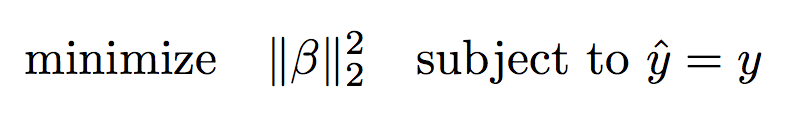 minimize ‖β‖₂² subject to ŷ = y